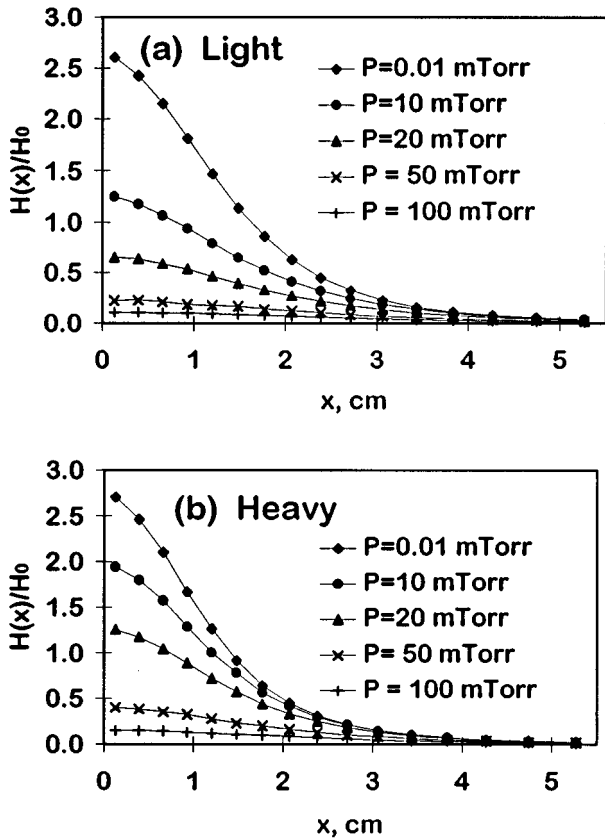 3.0
(a) Light
P=0.01 mTorr
2.5
P=10 mTorr
2.0
P=20 mTorr
1.5
P = 50 mTorr
1.0
P = 100 mTorr
0.5
0.0
H(x)/H0
0 1 2 3 4 5
x, cm
3.0
(b) Heavy
2.5
P=0.01 mTorr
2.0
P=10 mTorr
1.5
P=20 mTorr
1.0
P= 50 mTorr
0.5
P = 100 mTorr
0.0
H(x)/H0
0 1 2 3 4 5
x, cm